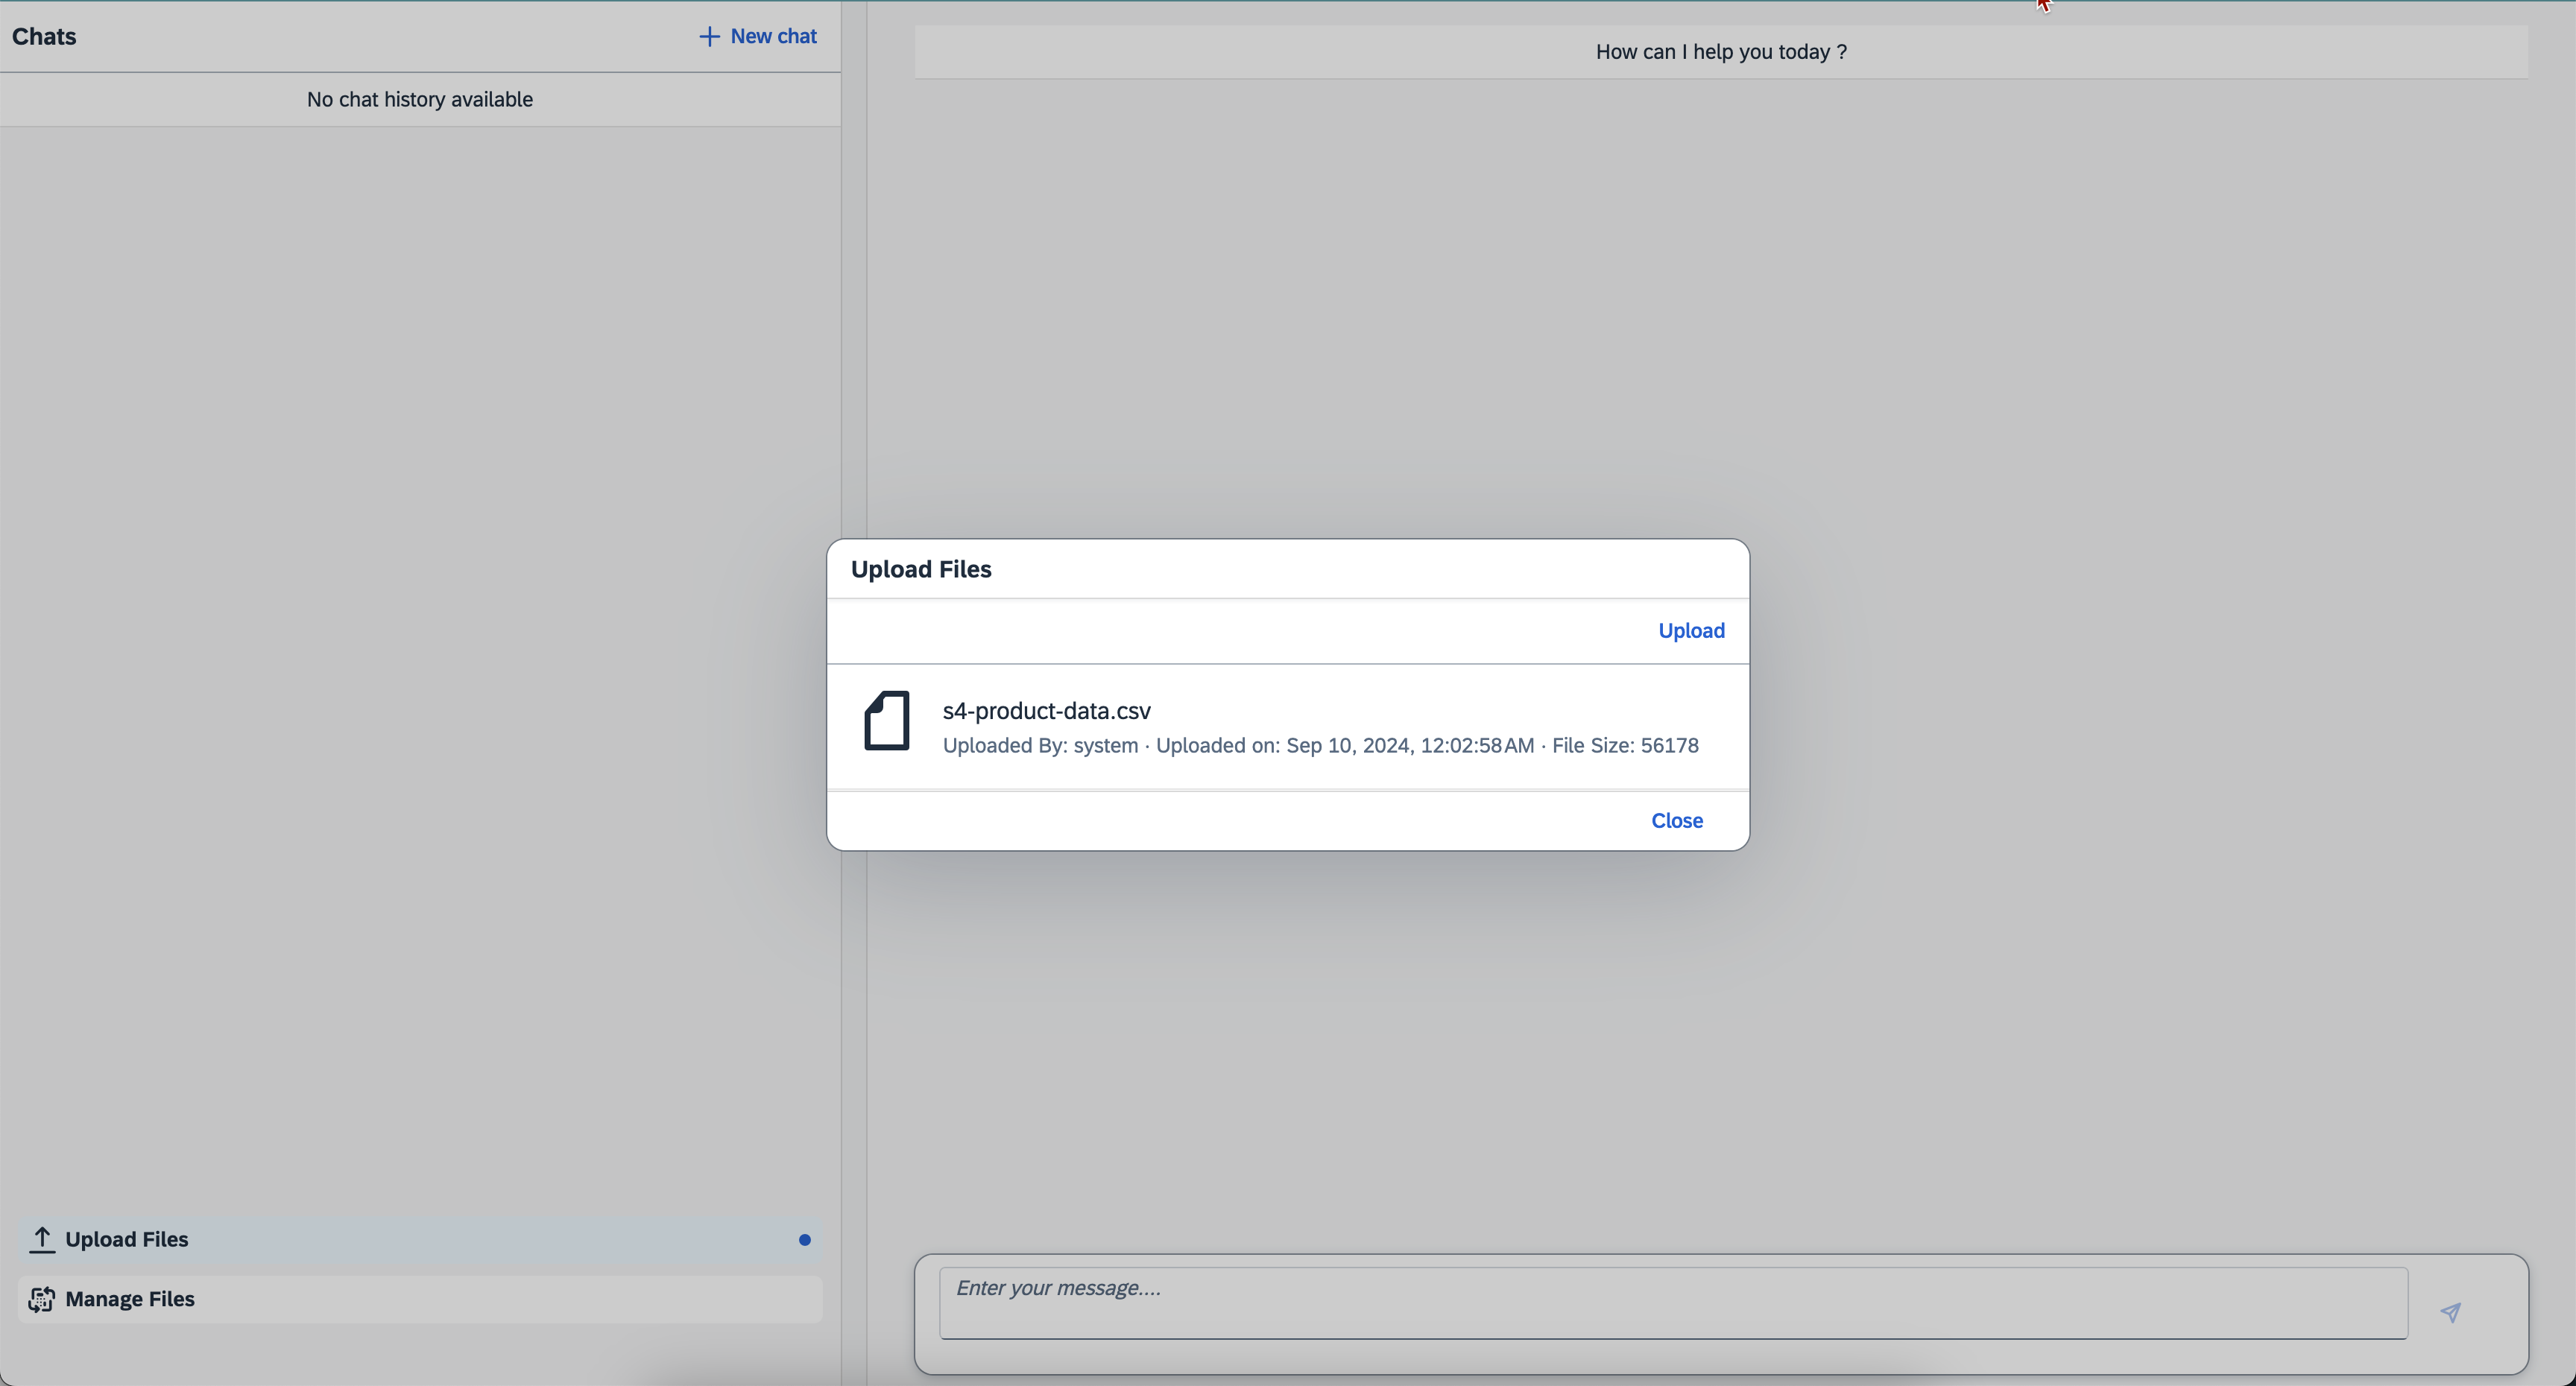 Chats
New chat
No chat history available
How can I help you today ?
Upload Files
Upload
s4-product-data.csv
Uploaded By: system · Uploaded on: Sep 10, 2024, 12:02:58 AM · File Size: 56178
Close
Upload Files
Manage Files
Enter your message....